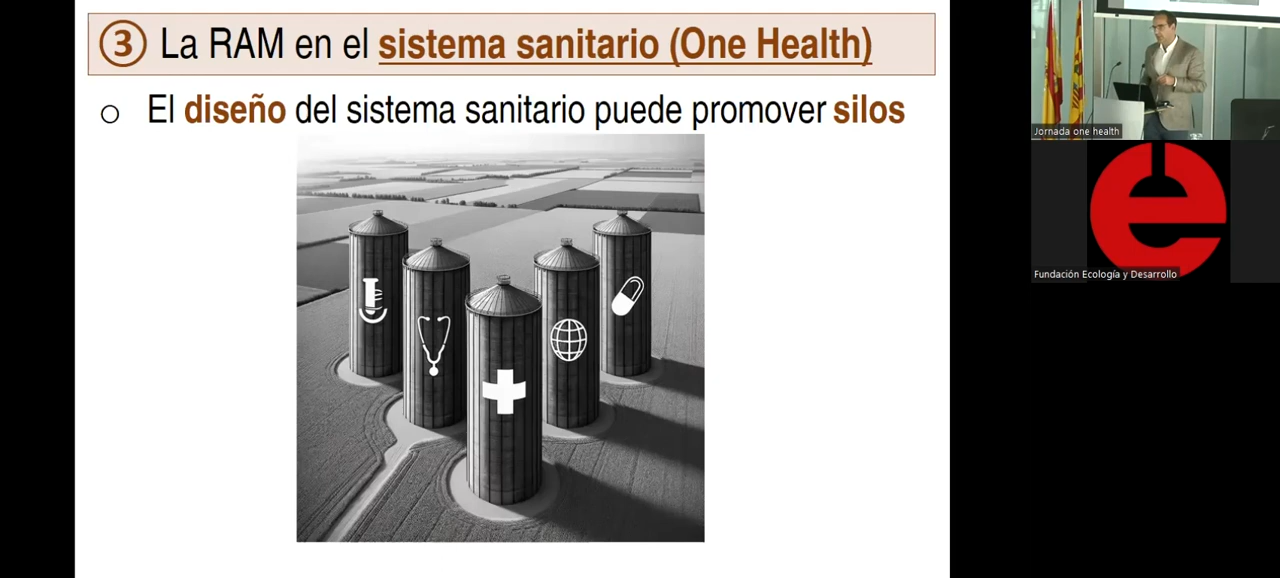 ③ La RAM en el sistema sanitario (One Health)
o El diseño del sistema sanitario puede promover silos
Jornada one health
e
Fundación Ecología y Desarrollo